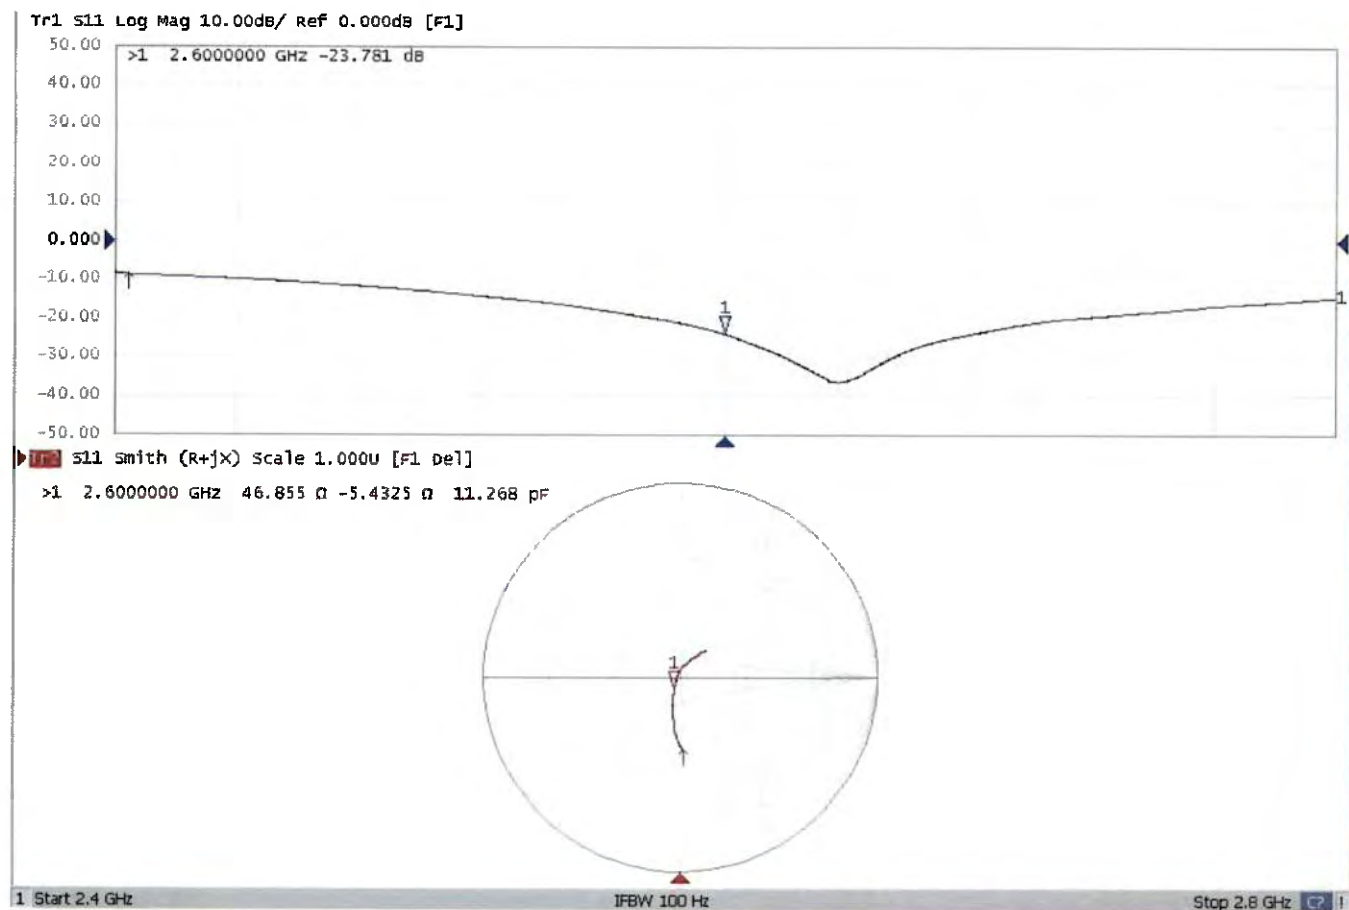 Tr1 S11 Log Mag 10.00dB/ Ref 0.000dB [F1]
50.00
>1 2.6000000 GHz -23.781 dB
40.00
30.00
20.00
10.00
0.000
-10.00
-20.00
-30.00
-40.00
-50.00
1
1
S11 Smith (R+jX) Scale 1.000U [F1 Del]
>1 2.6000000 GHz 46.855 Ω -5.4325 Ω 11.268 pF
1
1 Start 2.4 GHz IFBW 100 Hz Stop 2.8 GHz C?